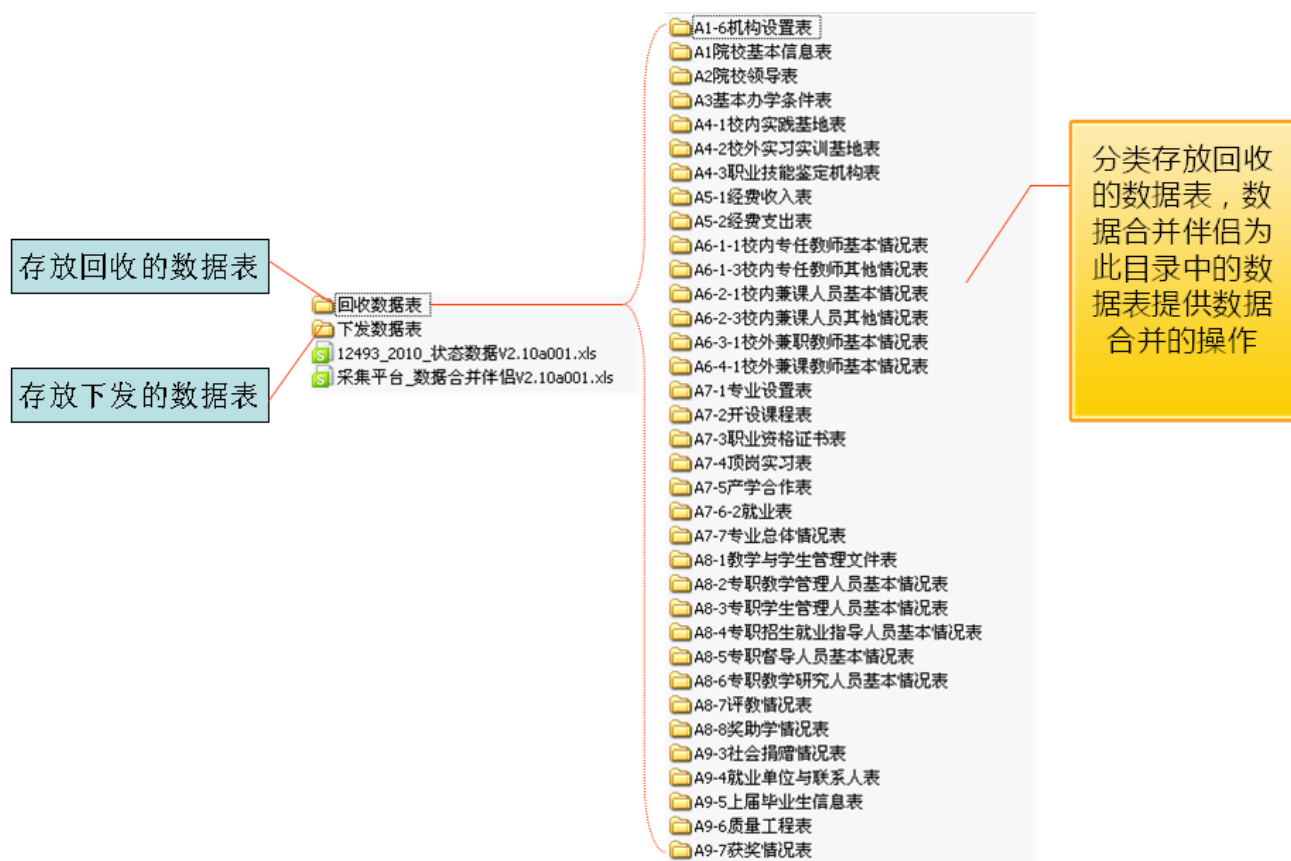 存放回收的数据表
存放下发的数据表
回收数据表
下发数据表
12493_2010_状态数据V2.10a001.xls
采集平台_数据合并伴侣V2.10a001.xls
A1-6机构设置表
A1院校基本信息表
A2院校领导表
A3基本办学条件表
A4-1校内实践基地表
A4-2校外实习实训基地表
A4-3职业技能鉴定机构表
A5-1经费收入表
A5-2经费支出表
A6-1-1校内专任教师基本情况表
A6-1-3校内专任教师其他情况表
A6-2-1校内兼课人员基本情况表
A6-2-3校内兼课人员其他情况表
A6-3-1校外兼职教师基本情况表
A6-4-1校外兼课教师基本情况表
A7-1专业设置表
A7-2开设课程表
A7-3职业资格证书表
A7-4顶岗实习表
A7-5产学合作表
A7-6-2就业表
A7-7专业总体情况表
A8-1教学与学生管理文件表
A8-2专职教学管理人员基本情况表
A8-3专职学生管理人员基本情况表
A8-4专职招生就业指导人员基本情况表
A8-5专职督导人员基本情况表
A8-6专职教学研究人员基本情况表
A8-7评教情况表
A8-8奖助学情况表
A9-3社会捐赠情况表
A9-4就业单位与联系人表
A9-5上届毕业生信息表
A9-6质量工程表
A9-7获奖情况表
分类存放回收
的数据表，数
据合并伴侣为
此目录中的数
据表提供数据
合并的操作